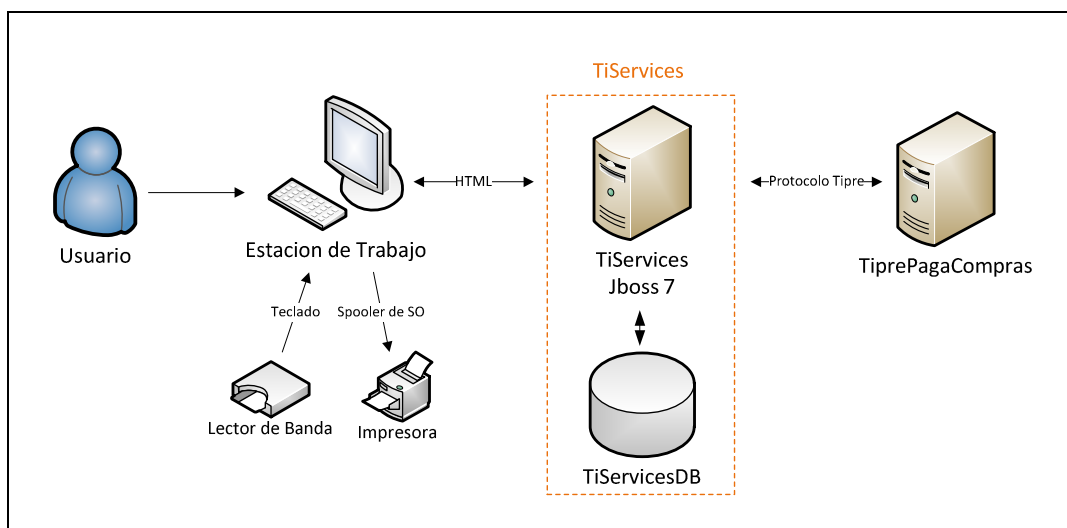 TiServices
HTML
Protocolo Tipre
Usuario
Estacion de Trabajo
TiServices
Jboss 7
TiprePagaCompras
Teclado
Spooler de SO
Lector de Banda
Impresora
TiServicesDB